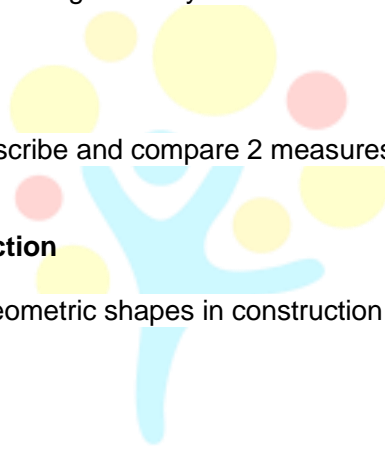 scribe and compare 2 measures
ction
eometric shapes in construction